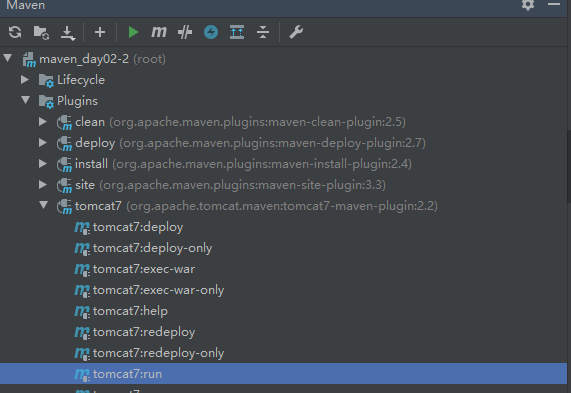 Maven
maven_day02-2 (root)
Lifecycle
Plugins
clean (org.apache.maven.plugins:maven-clean-plugin:2.5)
deploy (org.apache.maven.plugins:maven-deploy-plugin:2.7)
install (org.apache.maven.plugins:maven-install-plugin:2.4)
site (org.apache.maven.plugins:maven-site-plugin:3.3)
tomcat7 (org.apache.tomcat.maven:tomcat7-maven-plugin:2.2)
tomcat7:deploy
tomcat7:deploy-only
tomcat7:exec-war
tomcat7:exec-war-only
tomcat7:help
tomcat7:redeploy
tomcat7:redeploy-only
tomcat7:run